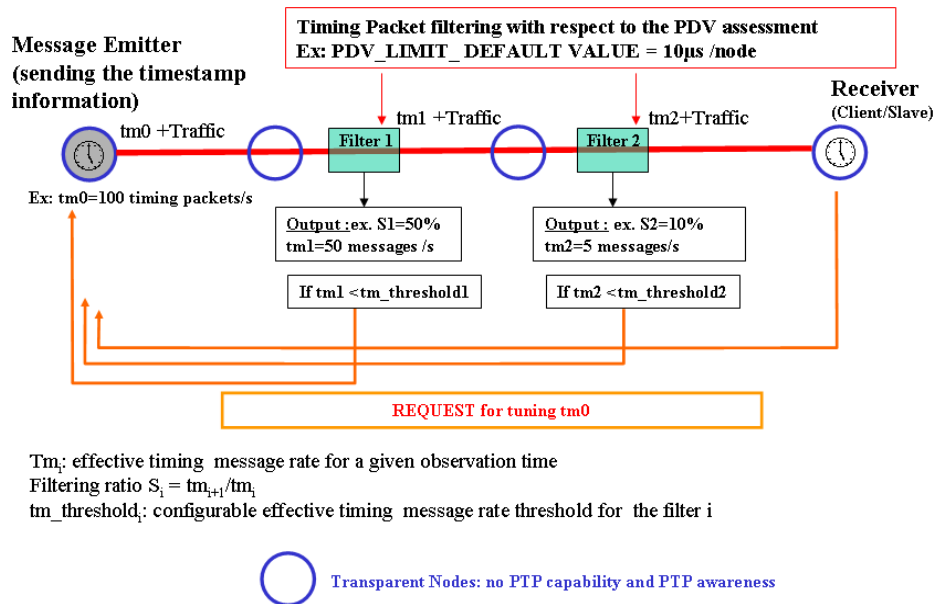 Timing Packet filtering with respect to the PDV assessment
Ex: PDV_LIMIT_ DEFAULT VALUE = 10µs /node
Message Emitter
(sending the timestamp
information)
Receiver
(Client/Slave)
tm0 +Traffic
tm1 +Traffic
tm2+Traffic
Filter 1
Filter 2
Ex: tm0=100 timing packets/s
Output :ex. S1=50%
tm1=50 messages /s
Output : ex. S2=10%
tm2=5 messages/s
If tm1 <tm_threshold1
If tm2 <tm_threshold2
REQUEST for tuning tm0
Tmi: effective timing message rate for a given observation time
Filtering ratio Si = tmi+1/tmi
tm_thresholdi: configurable effective timing message rate threshold for the filter i
Transparent Nodes: no PTP capability and PTP awareness